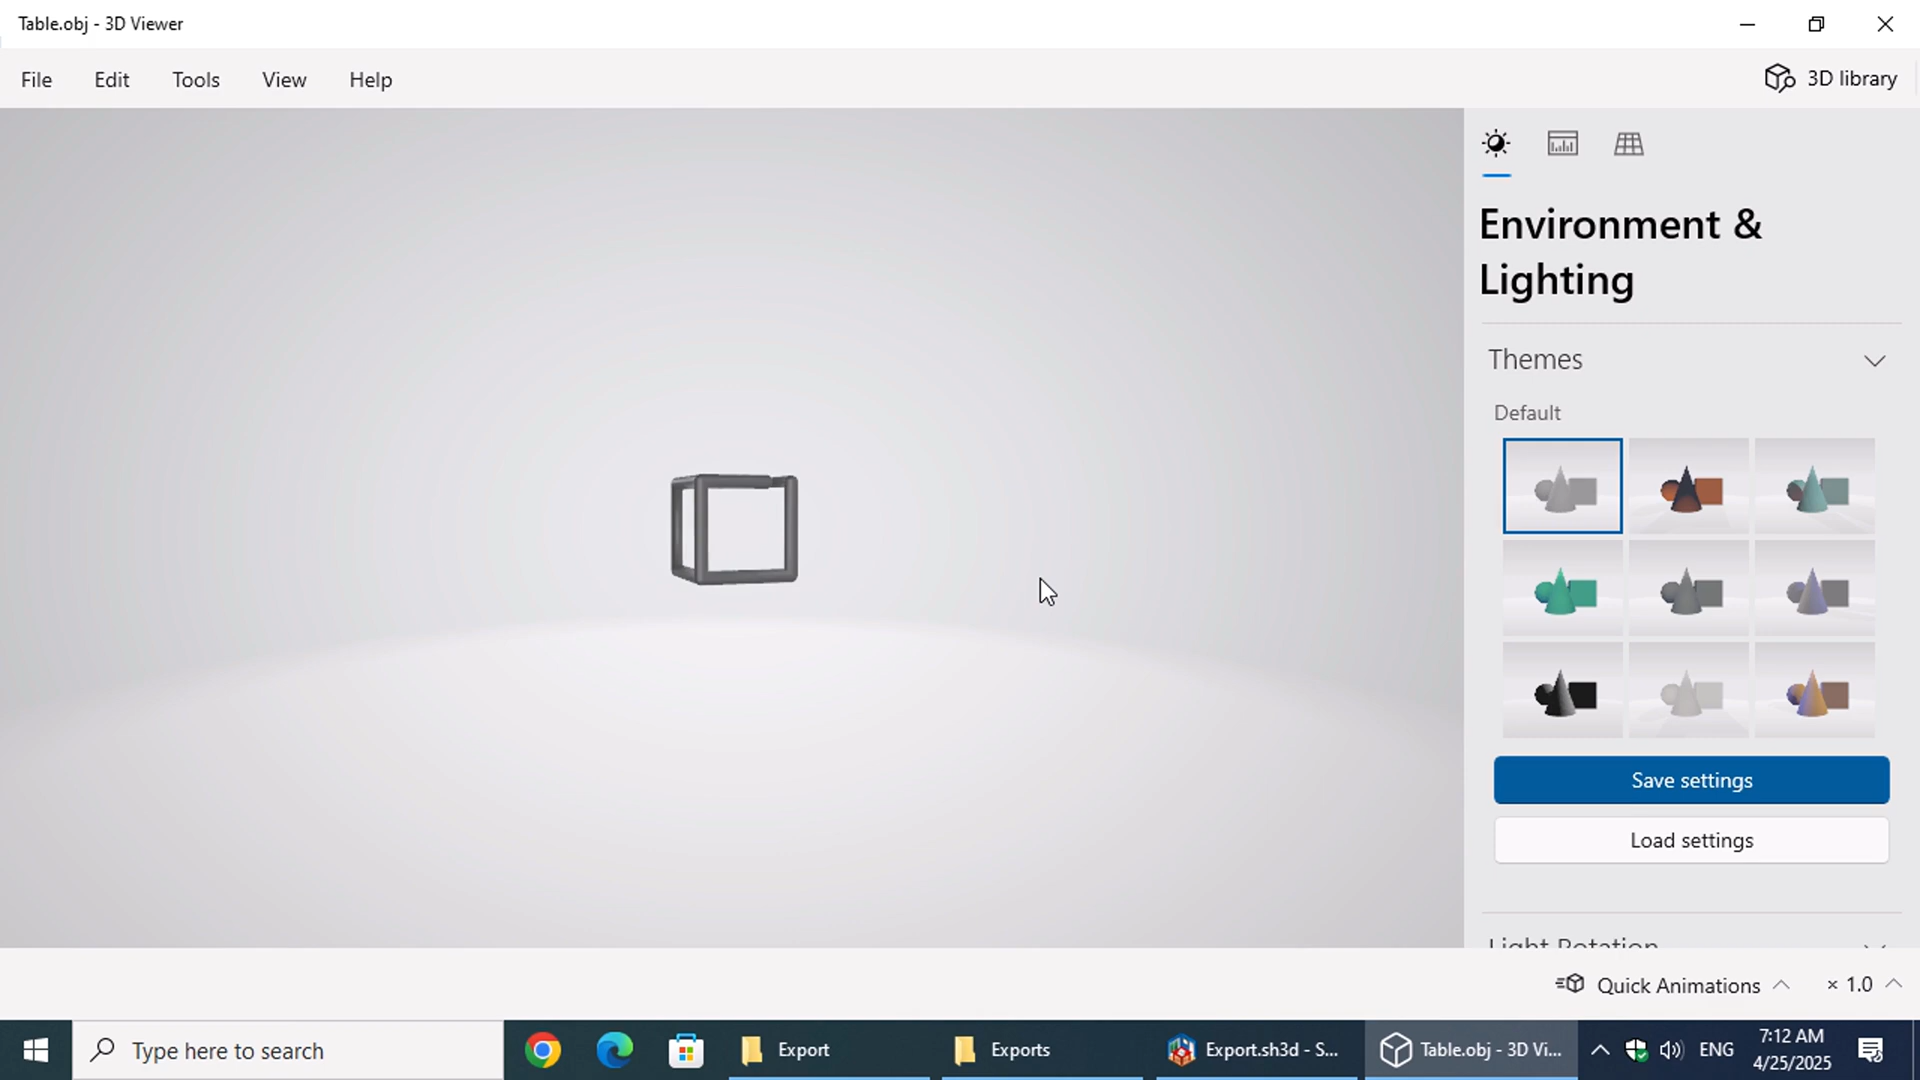 Table.obj - 3D Viewer
File Edit Tools View Help
3D library
Environment &
Lighting
Themes
Default
Save settings
Load settings
Light Rotation
Quick Animations
× 1.0
Type here to search
Export
Exports
Export.sh3d - S...
Table.obj - 3D Vi...
ENG
7:12 AM
4/25/2025